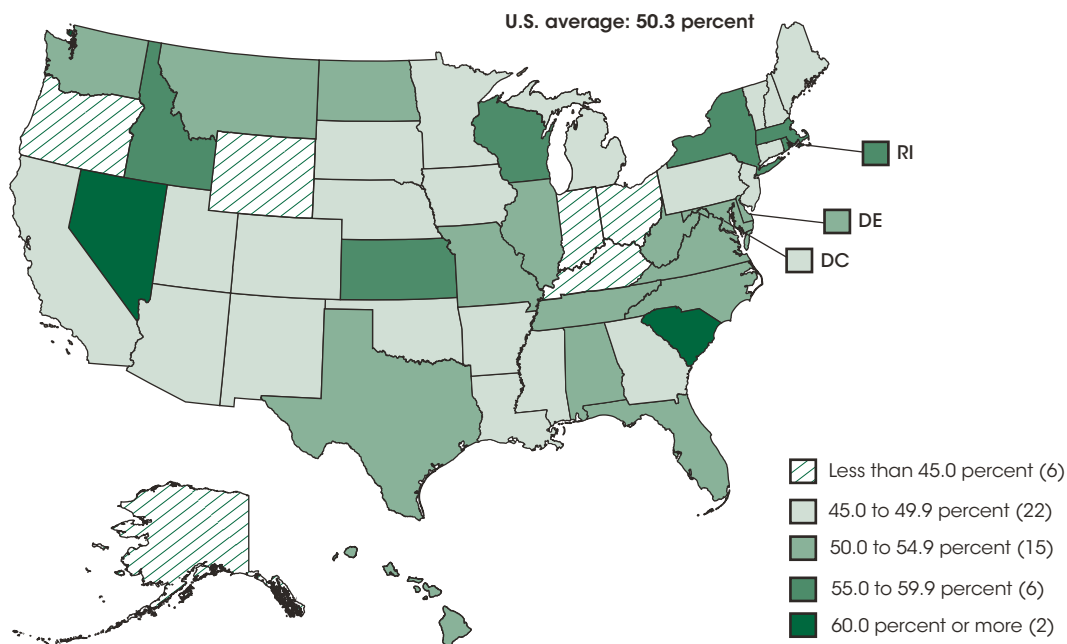 U.S. average: 50.3 percent
RI
DE
DC
Less than 45.0 percent (6)
45.0 to 49.9 percent (22)
50.0 to 54.9 percent (15)
55.0 to 59.9 percent (6)
60.0 percent or more (2)